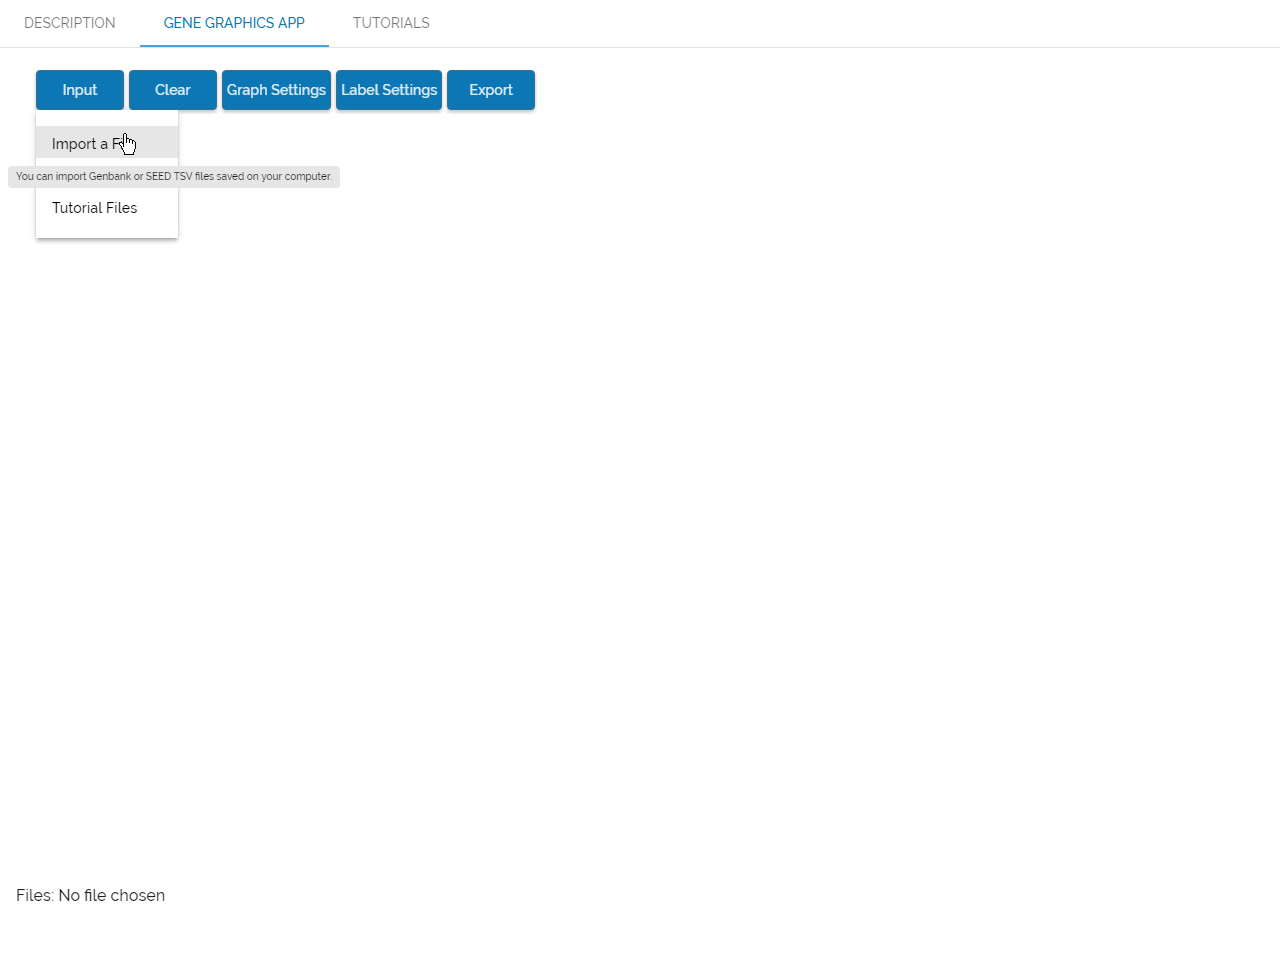 DESCRIPTION
GENE GRAPHICS APP
TUTORIALS
Input
Clear
Graph Settings
Label Settings
Export
Import a
You can import Genbank or SEED TSV files saved on your computer.
Tutorial Files
Files: No file chosen